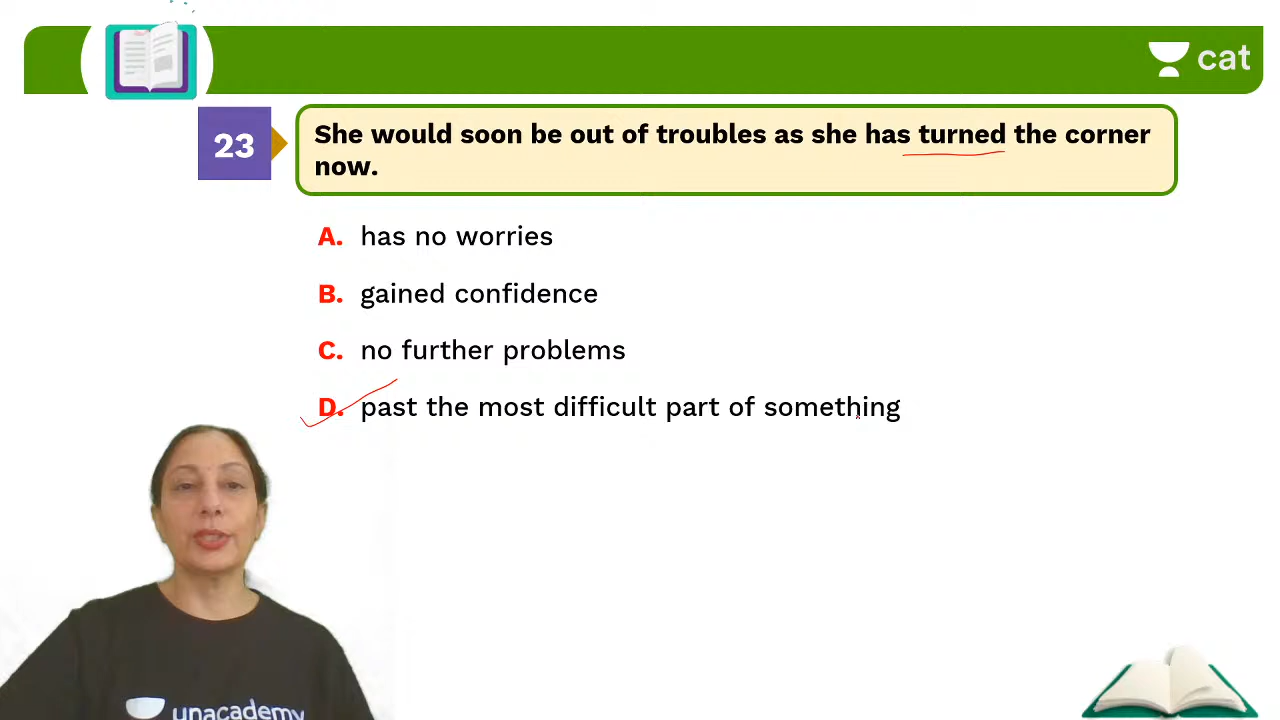 cat
23
She would soon be out of troubles as she has turned the corner
now.
A. has no worries
B. gained confidence
C. no further problems
D. past the most difficult part of something
unacademy